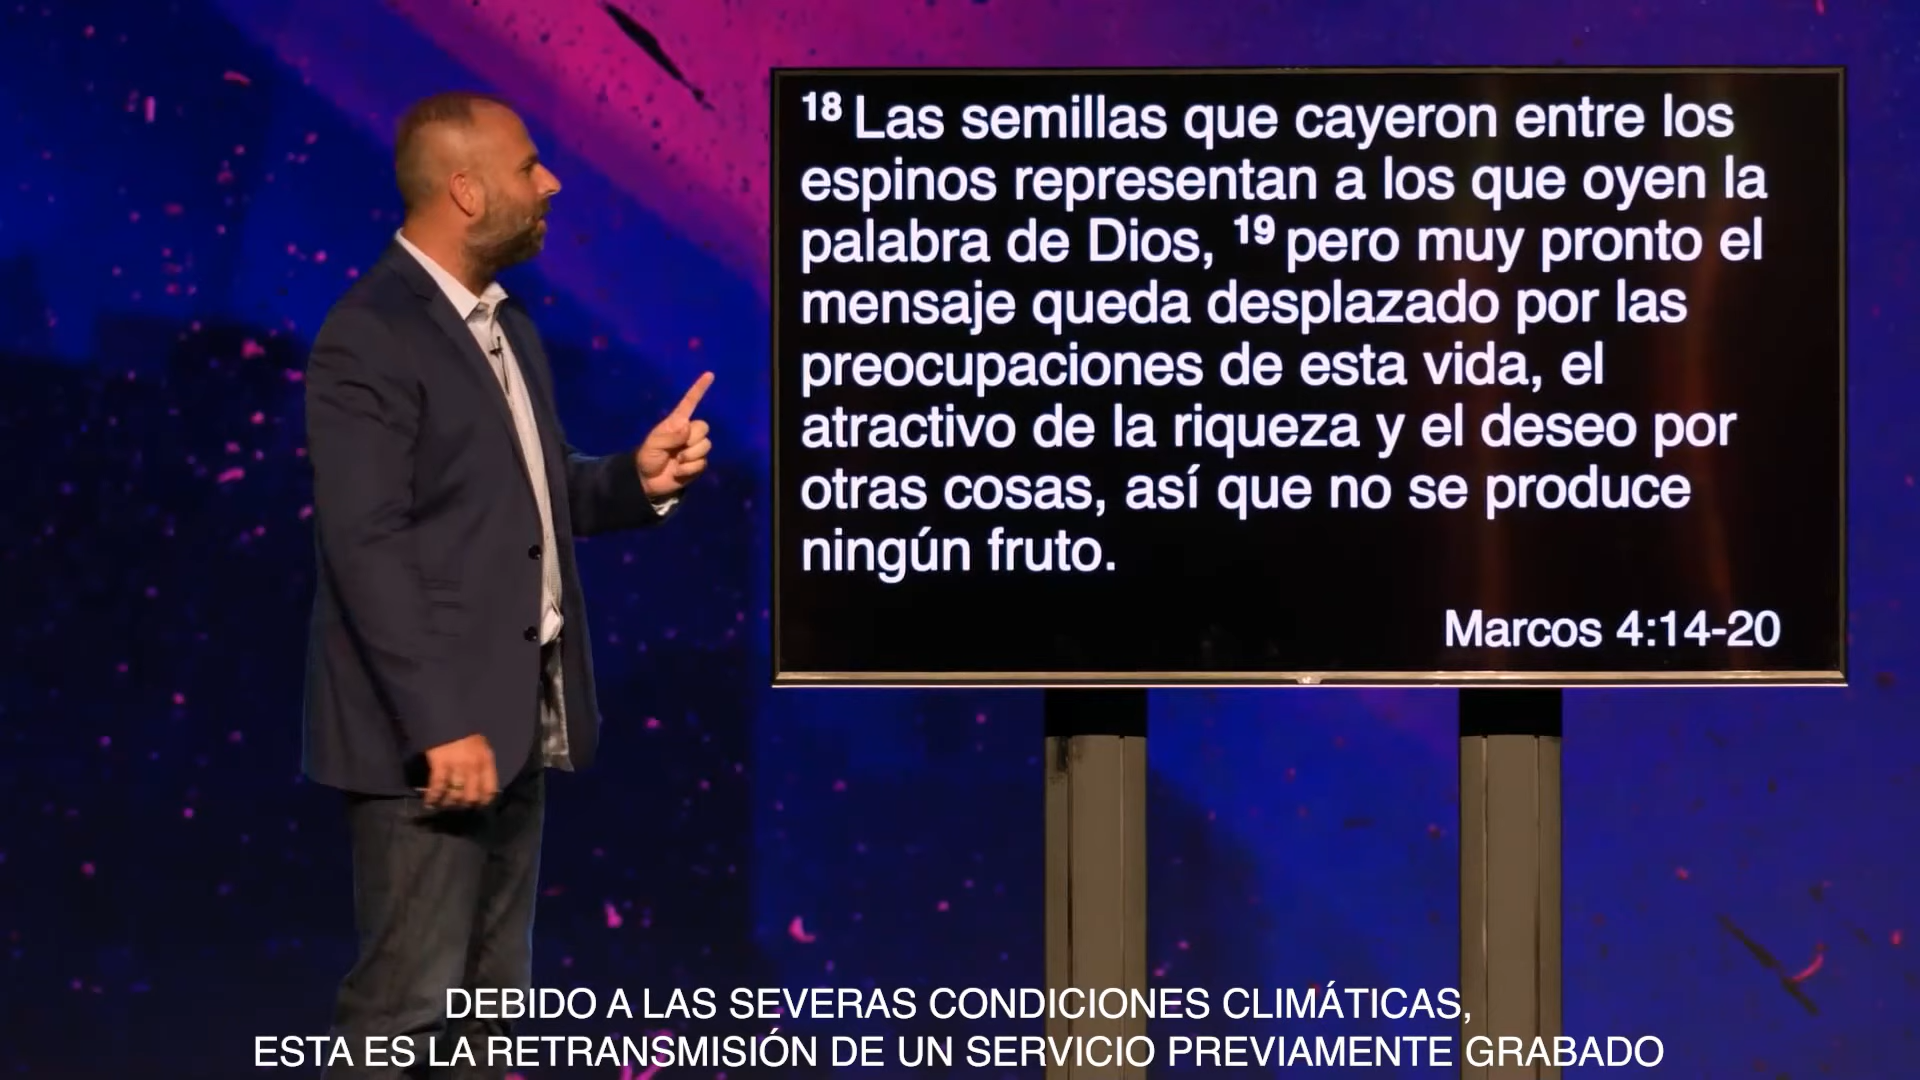 18 Las semillas que cayeron entre los
espinos representan a los que oyen la
palabra de Dios, 19 pero muy pronto el
mensaje queda desplazado por las
preocupaciones de esta vida, el
atractivo de la riqueza y el deseo por
otras cosas, así que no se produce
ningún fruto.
Marcos 4:14-20
DEBIDO A LAS SEVERAS CONDICIONES CLIMÁTICAS,
ESTA ES LA RETRANSMISIÓN DE UN SERVICIO PREVIAMENTE GRABADO